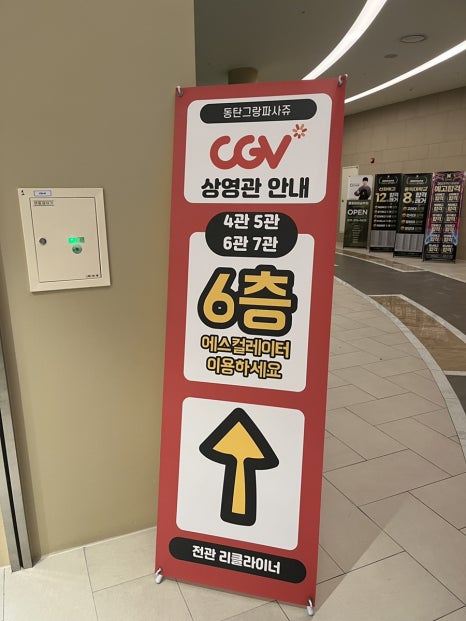 동탄그랑파사쥬
CGV
상영관 안내
4관 5관
6관 7관
6층
에스컬레이터
이용하세요
전관 리클라이너
OPEN